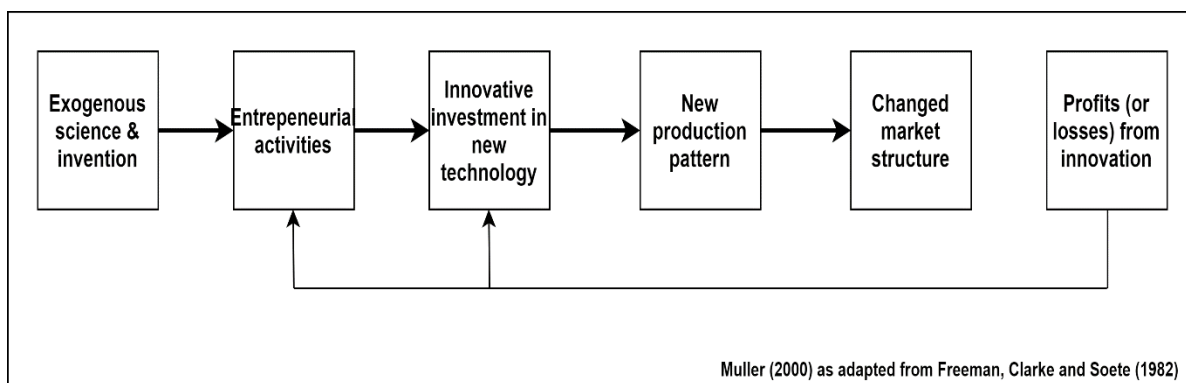 Exogenous
science &
invention
Entrepeneurial
activities
Innovative
investment in
new
technology
New
production
pattern
Changed
market
structure
Profits (or
losses) from
innovation
Muller (2000) as adapted from Freeman, Clarke and Soete (1982)